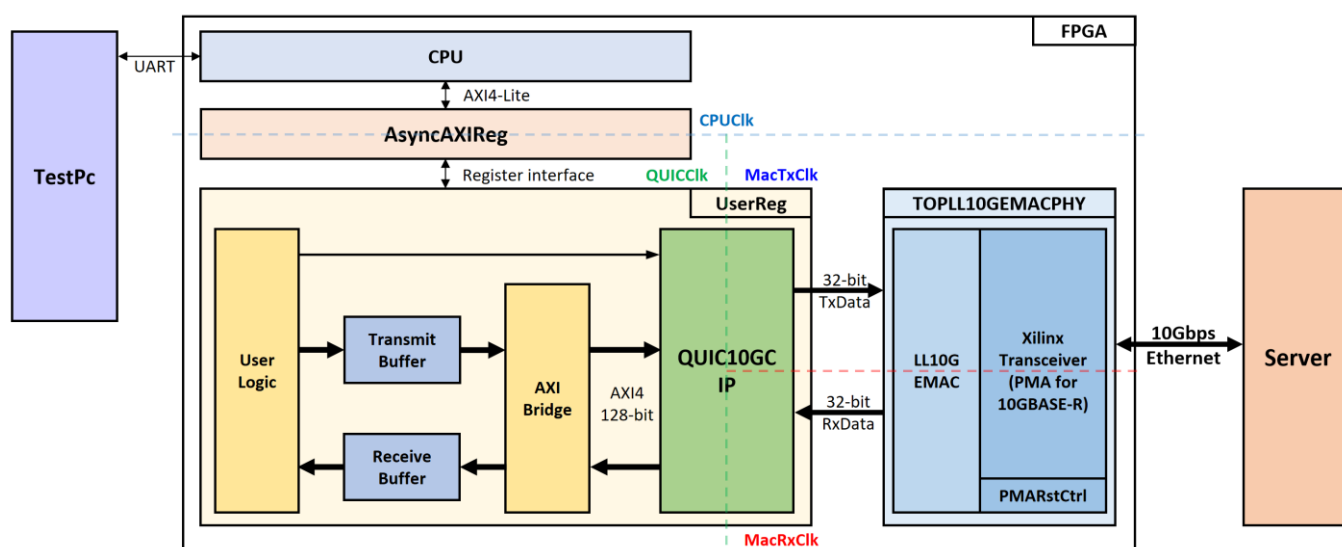 FPGA
TestPc
UART
CPU
AXI4-Lite
AsyncAXIReg
CPUClk
Register interface
QUICClk
MacTxClk
UserReg
TOPLL10GEMACPHY
User
Logic
Transmit
Buffer
Receive
Buffer
AXI
Bridge
AXI4
128-bit
QUIC10GC
IP
32-bit
TxData
32-bit
RxData
LL10G
EMAC
Xilinx
Transceiver
(PMA for
10GBASE-R)
PMARstCtrl
10Gbps
Ethernet
Server
MacRxClk